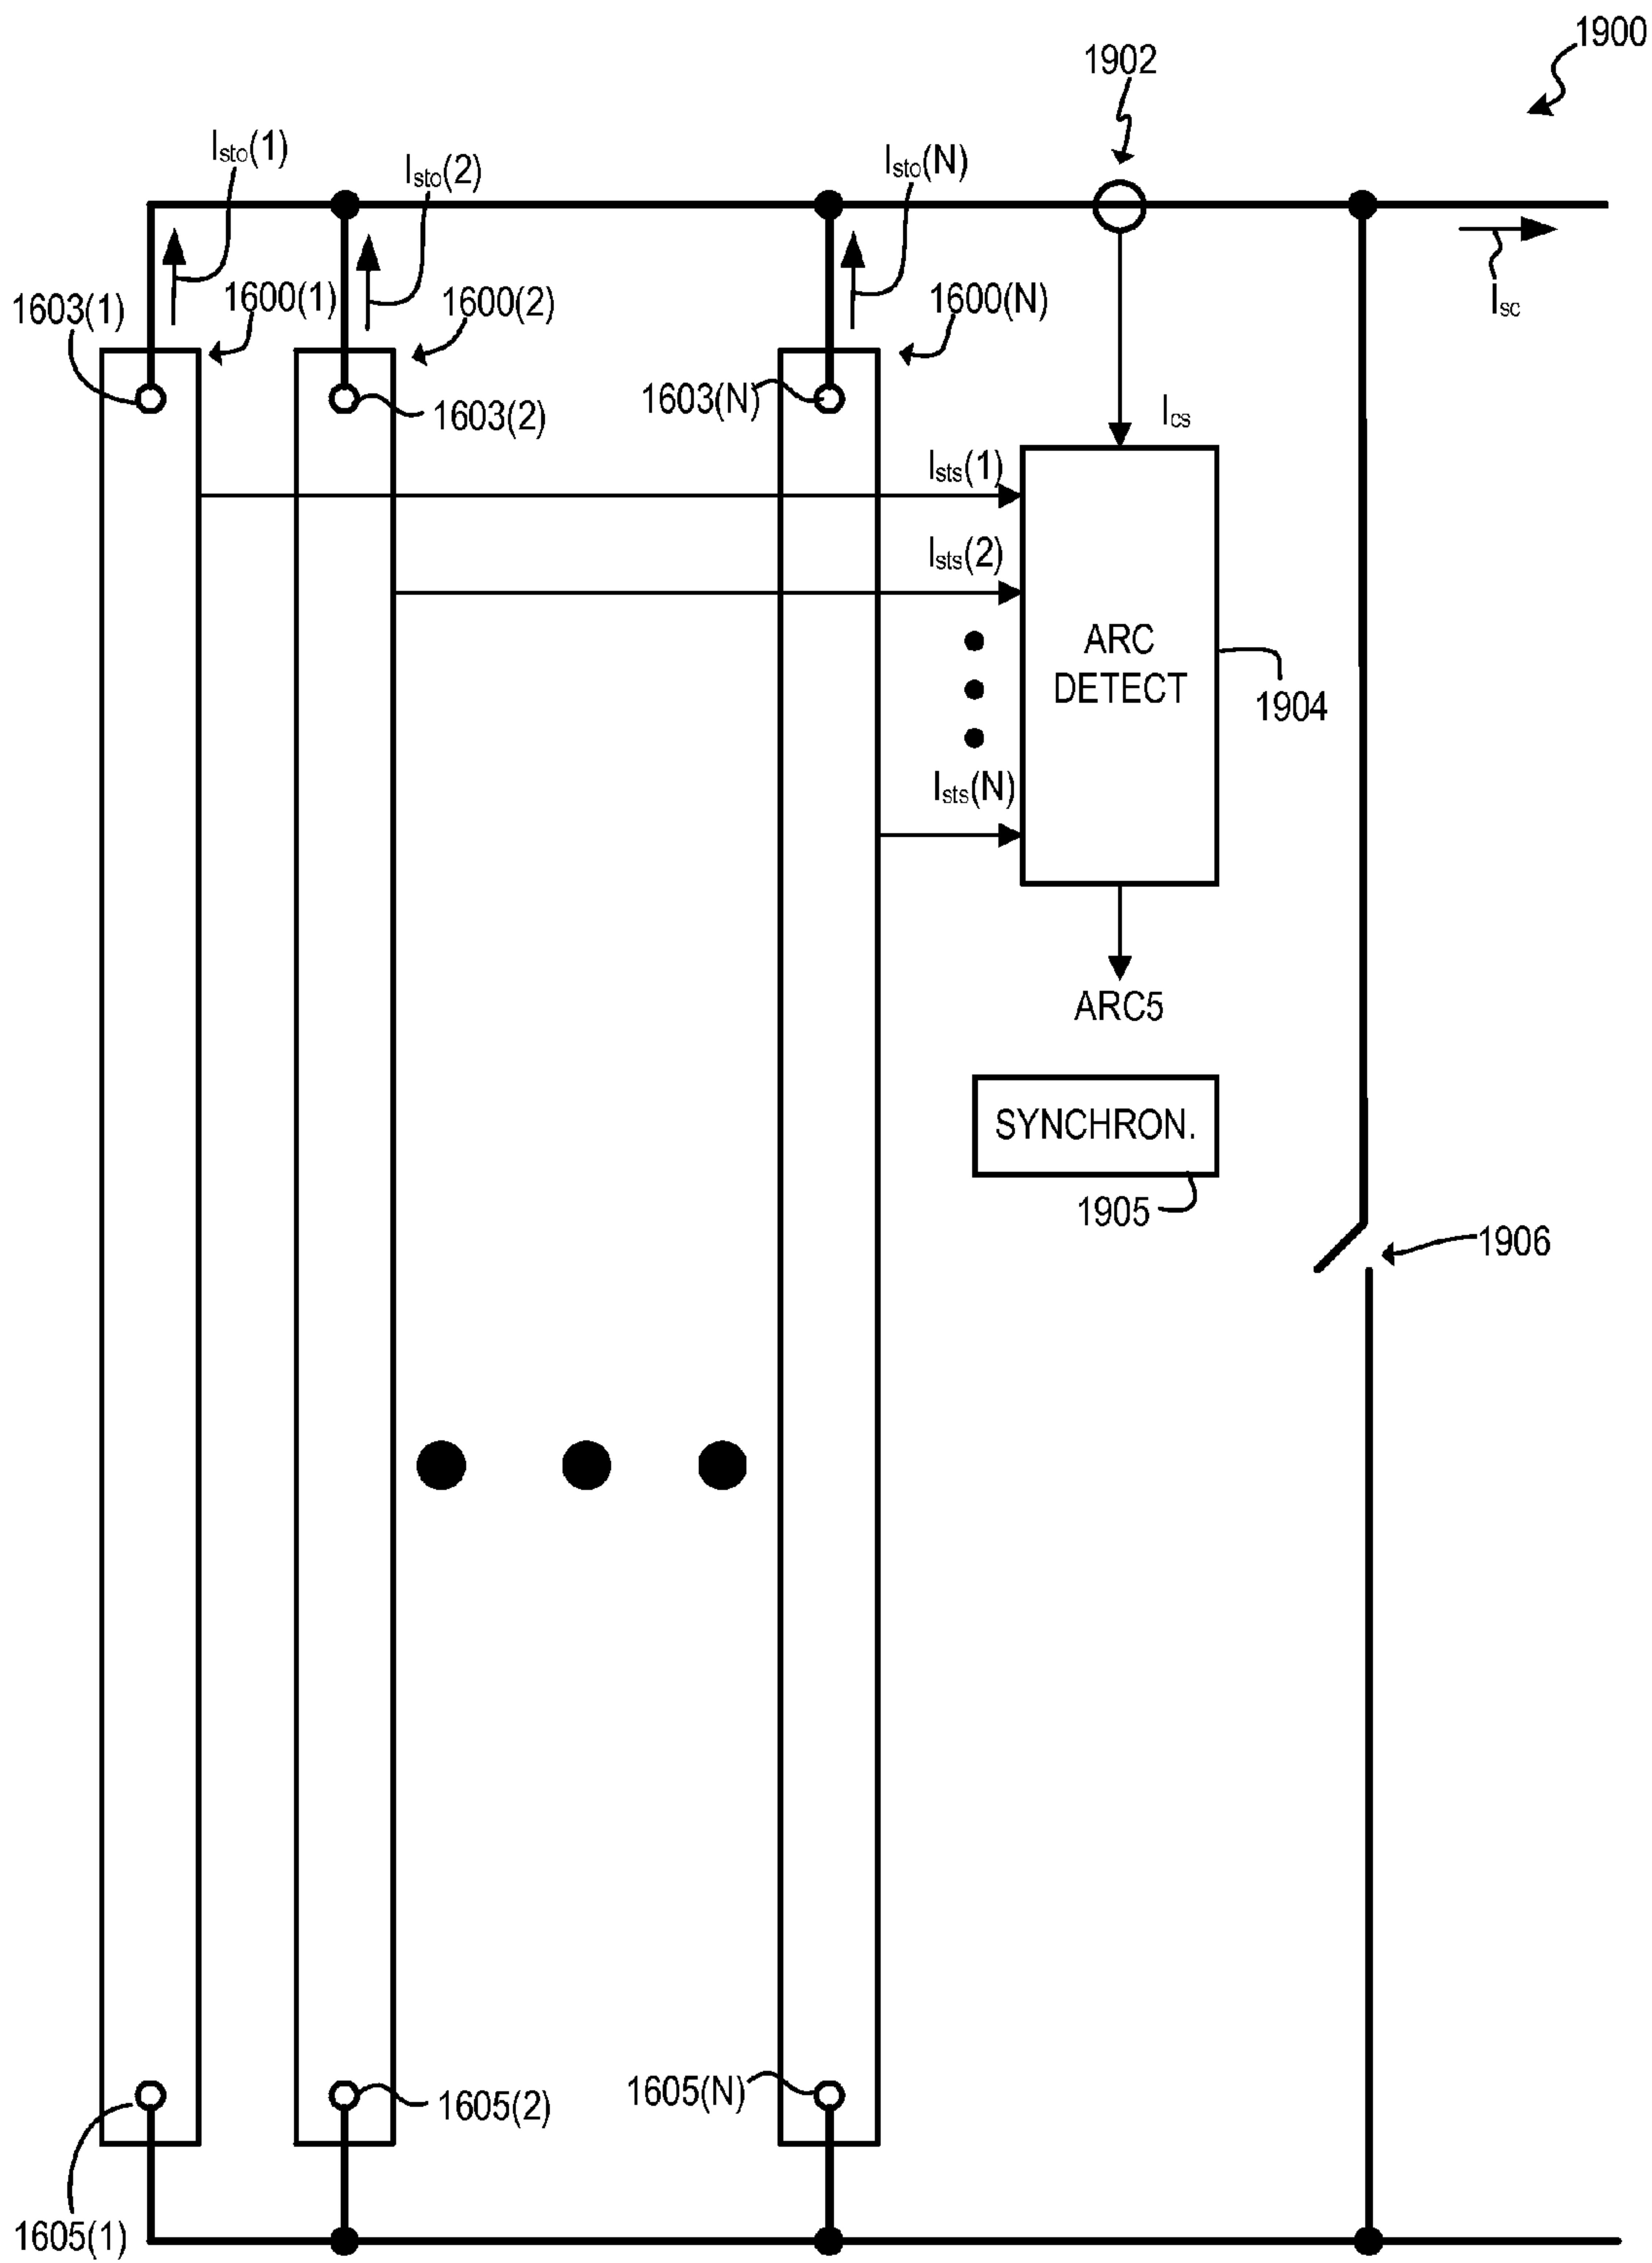 1900
1902
Isto(1)
Isto(2)
Isto(N)
Isc
1603(1)
1600(1)
1600(2)
1600(N)
1603(2)
1603(N)
Ics
Ists(1)
Ists(2)
ARC
DETECT
1904
Ists(N)
ARC5
SYNCHRON.
1905
1906
1605(1)
1605(2)
1605(N)